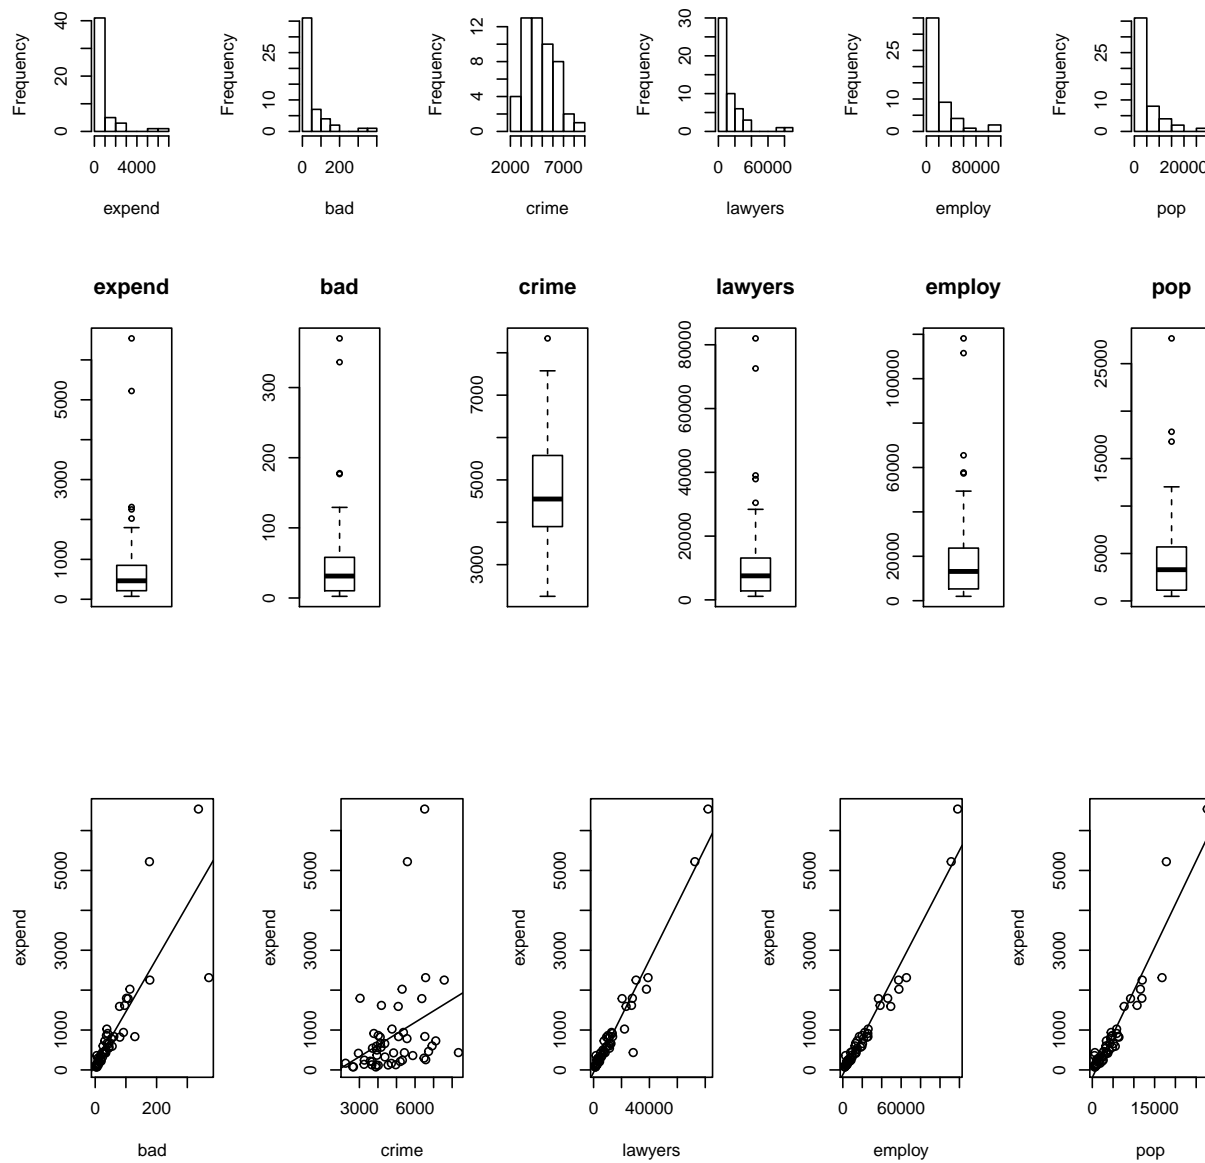 Frequency 0 20 40
0 4000
expend
Frequency 0 10 25
0 200
bad
Frequency 0 4 8 12
2000 7000
crime
Frequency 0 10 20 30
0 60000
lawyers
Frequency 0 10 25
0 80000
employ
Frequency 0 10 25
0 20000
pop
expend bad crime lawyers employ pop
0 1000 3000 5000
0 100 200 300
3000 5000 7000
0 20000 40000 60000 80000
0 20000 60000 100000
0 5000 15000 25000
expend 0 1000 3000 5000
0 200
bad
expend 0 1000 3000 5000
3000 6000
crime
expend 0 1000 3000 5000
0 40000
lawyers
expend 0 1000 3000 5000
0 60000
employ
expend 0 1000 3000 5000
0 15000
pop